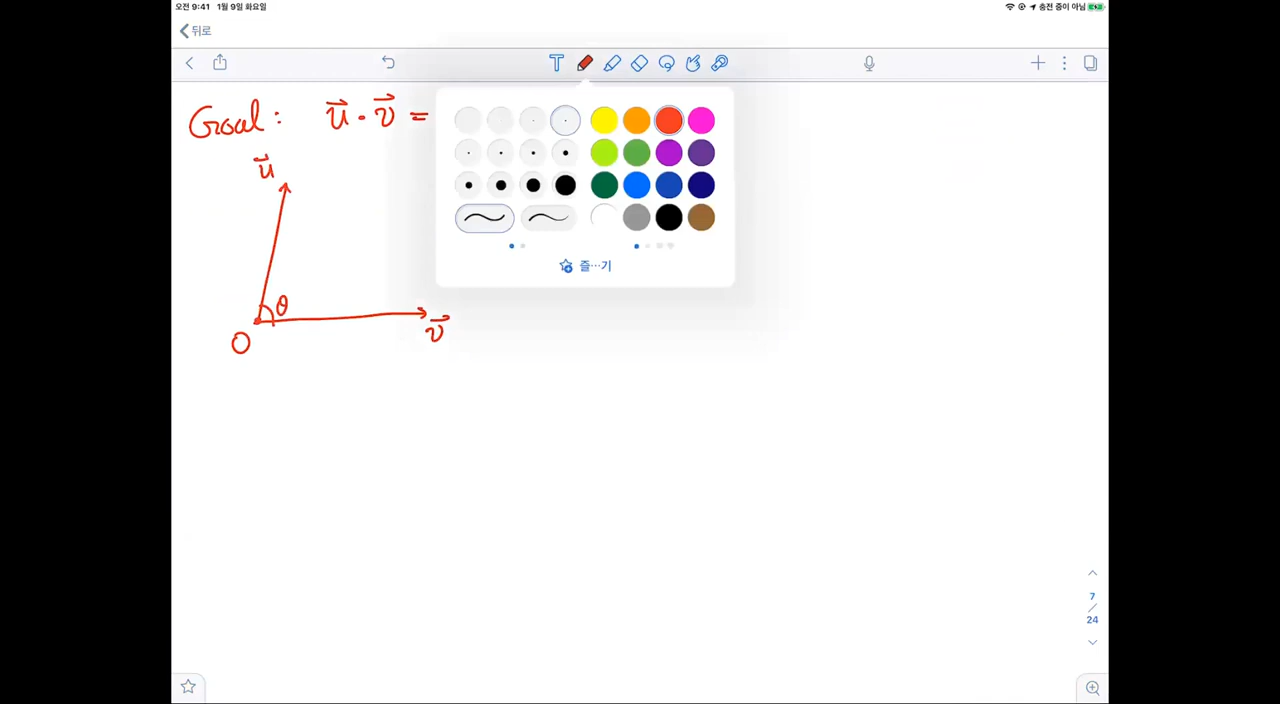 오전 9:41 1월 9일 화요일
충전 중이 아님
뒤로
T
Goal: u⃗ · v⃗ =
u⃗
θ
v⃗
O
즐…기
7
/
24